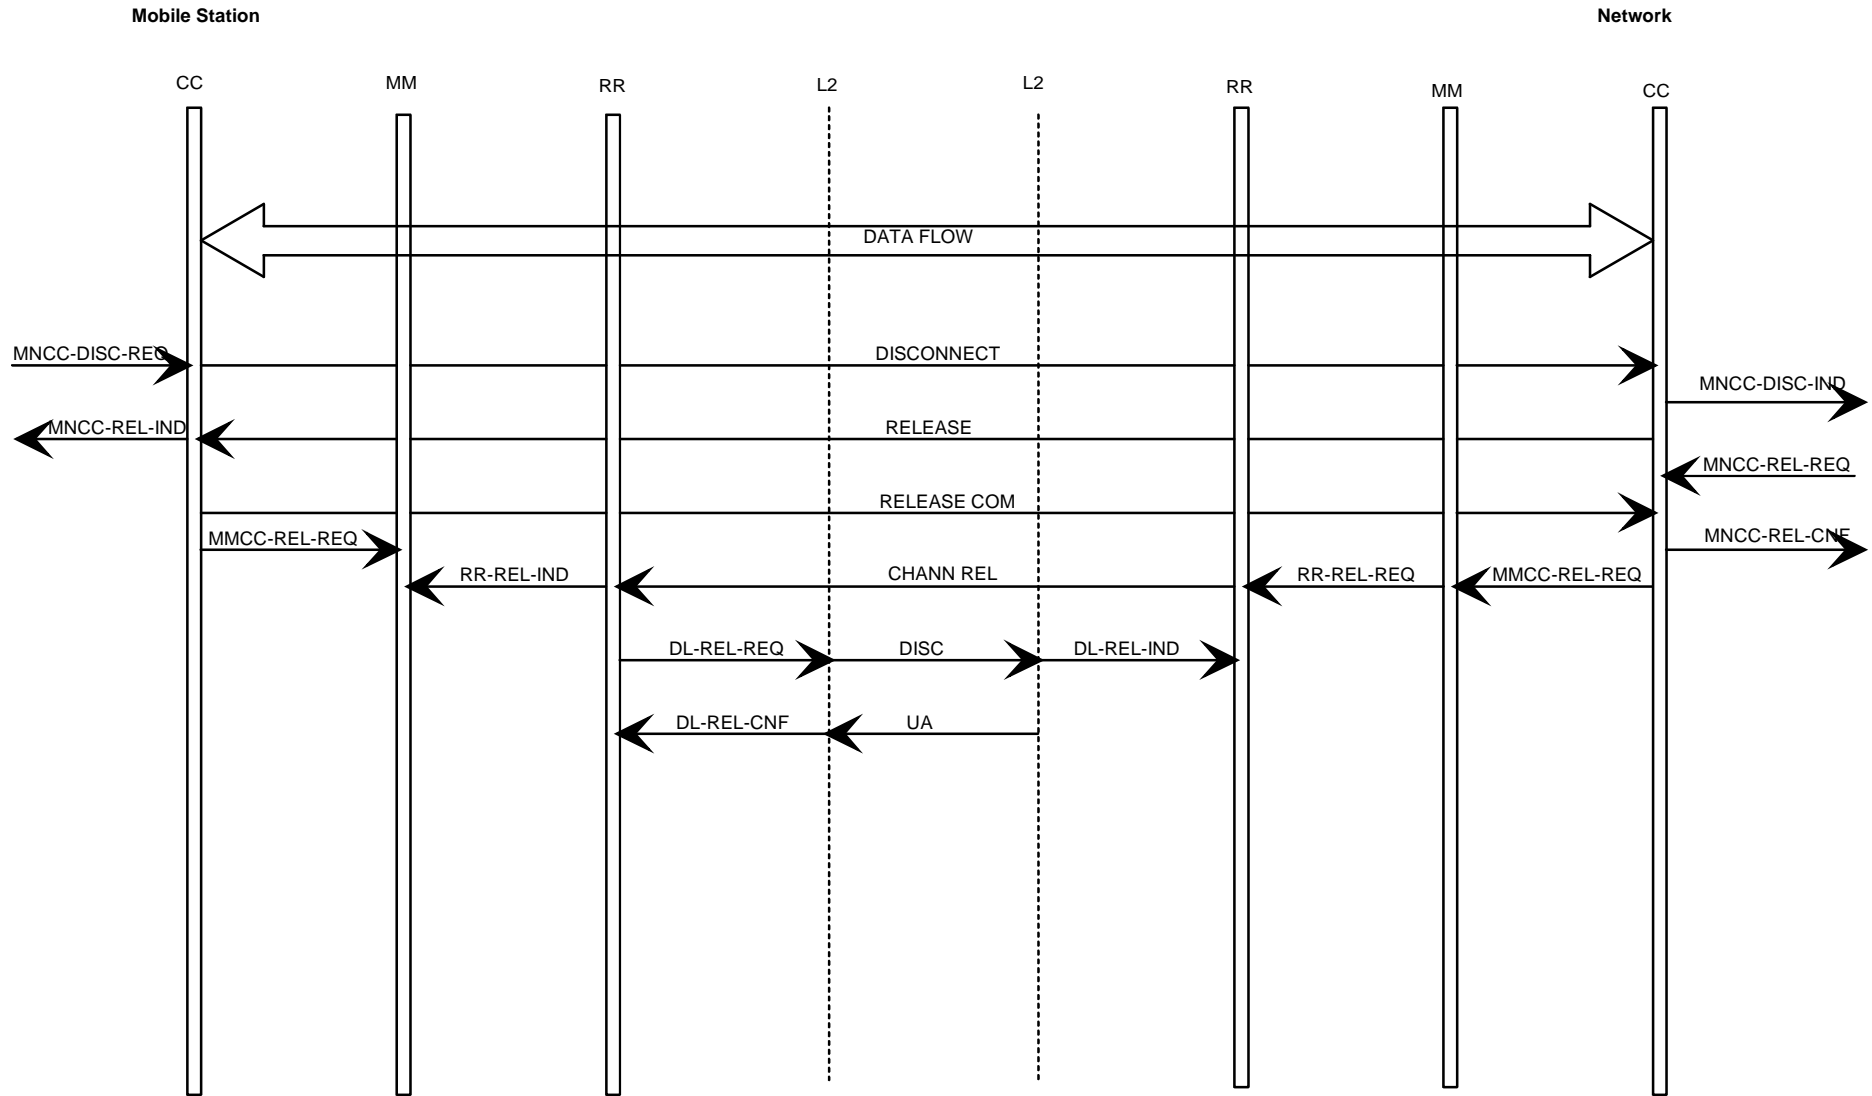 Mobile Station
Network
CC
MM
RR
L2
L2
RR
MM
CC
DATA FLOW
MNCC-DISC-REQ
DISCONNECT
MNCC-DISC-IND
MNCC-REL-IND
RELEASE
MNCC-REL-REQ
RELEASE COM
MMCC-REL-REQ
MNCC-REL-CNF
RR-REL-IND
CHANN REL
RR-REL-REQ
MMCC-REL-REQ
DL-REL-REQ
DISC
DL-REL-IND
DL-REL-CNF
UA